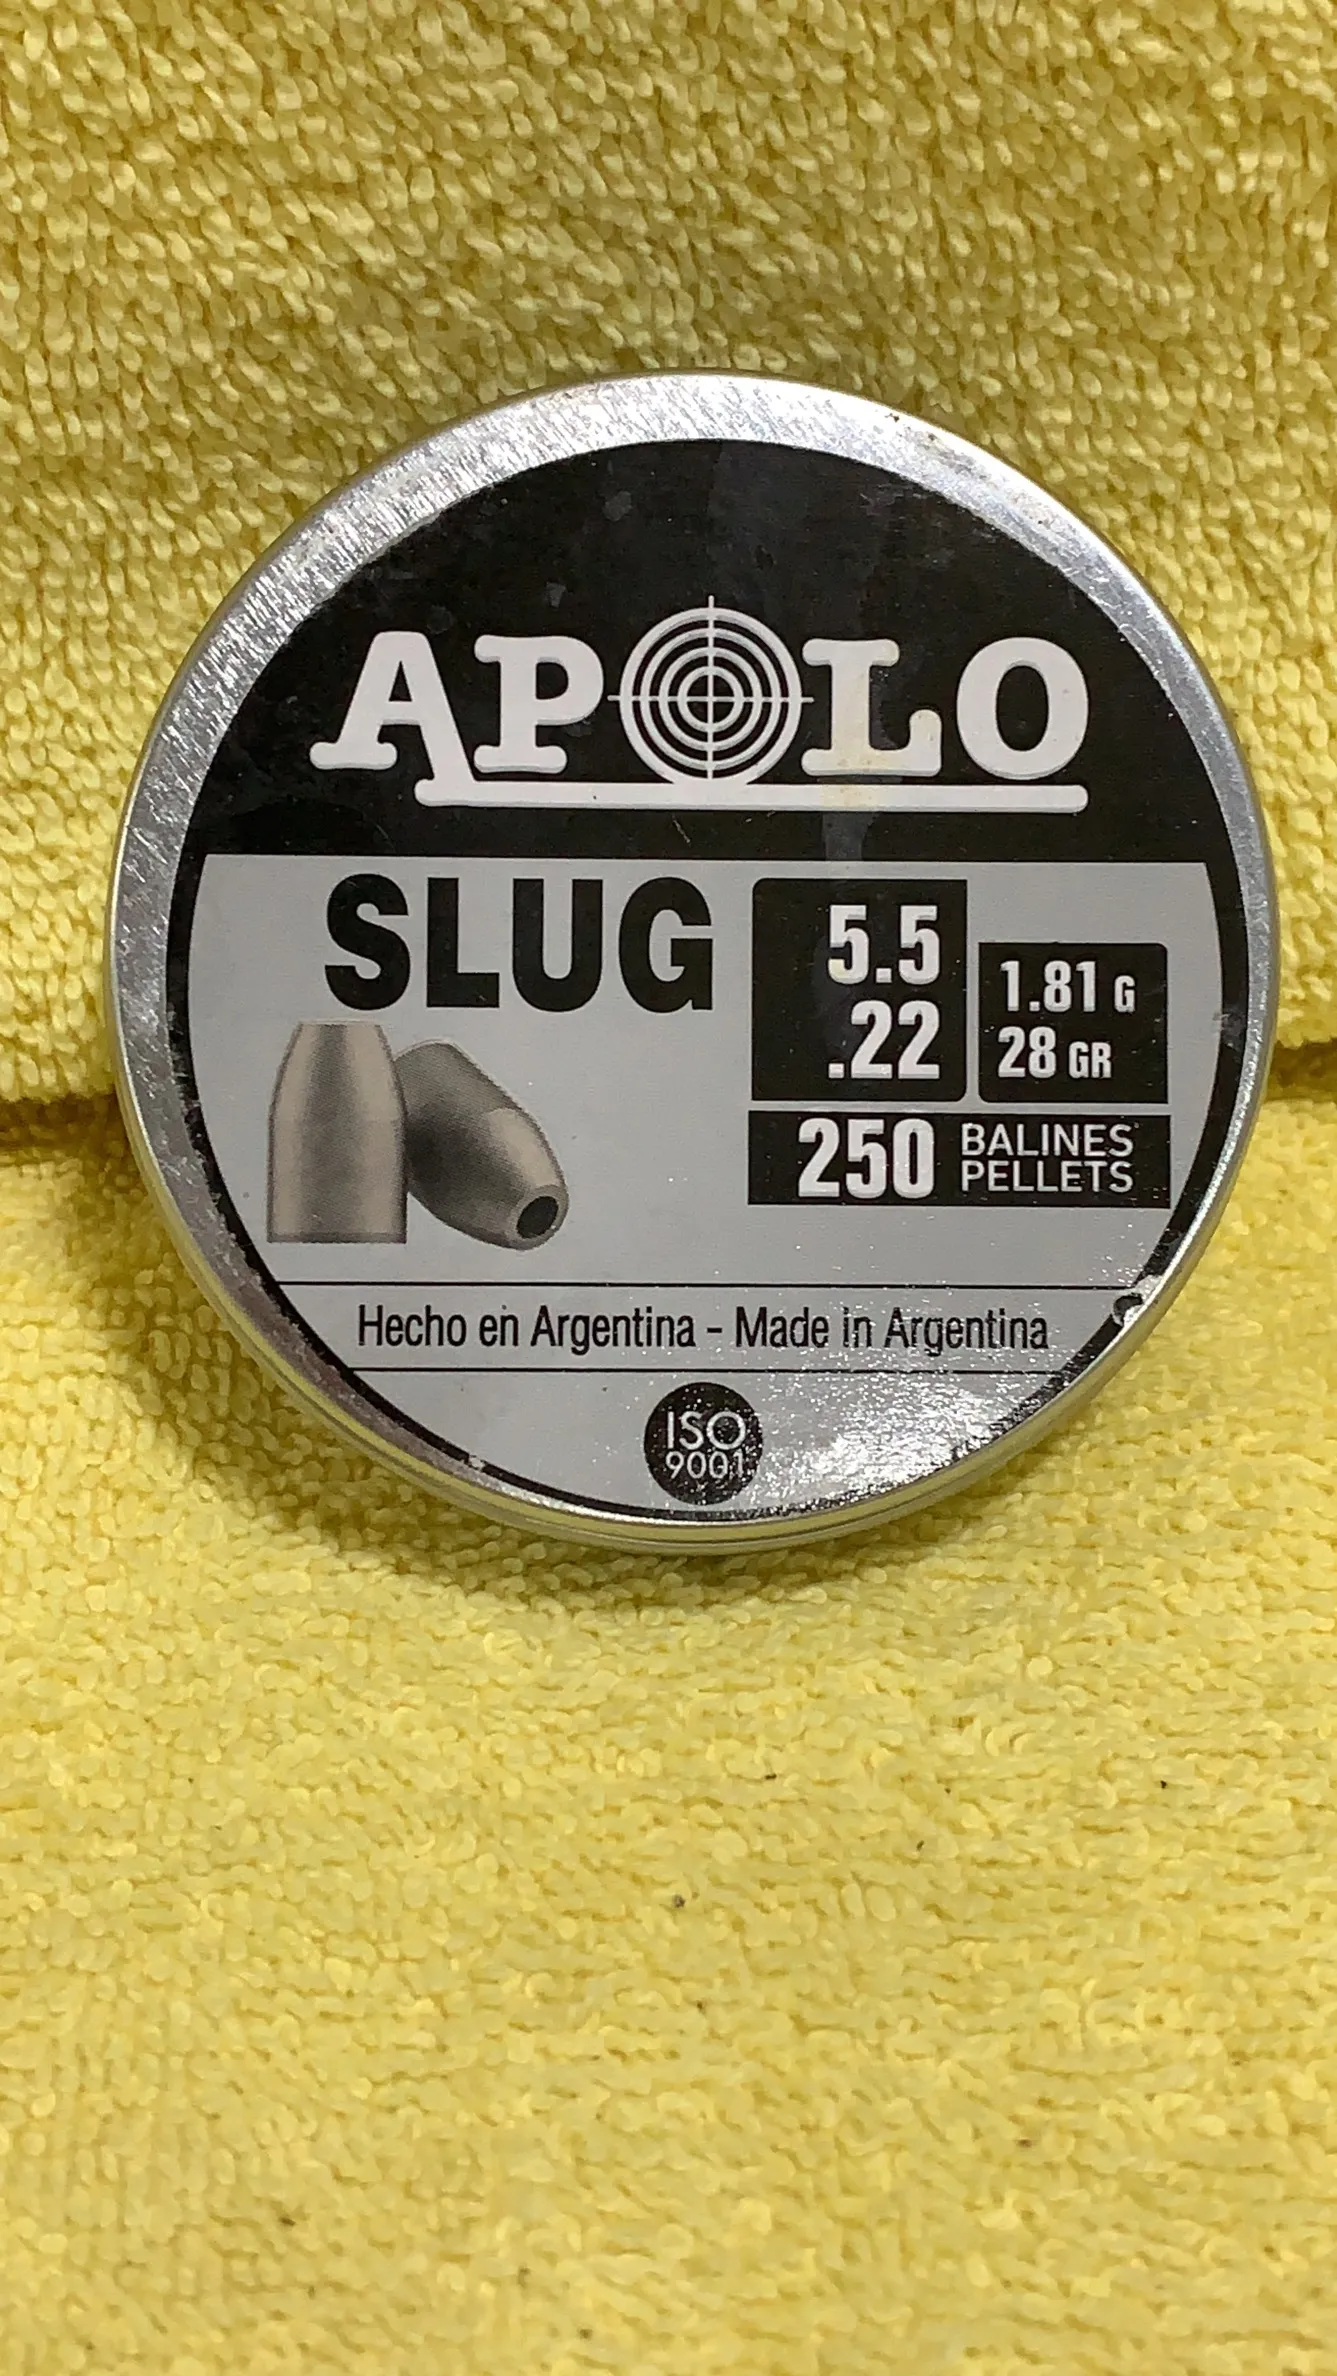 APOLO
SLUG
5.5
.22
1.81 G
28 GR
250 BALINES
PELLETS
Hecho en Argentina - Made in Argentina
ISO
9001